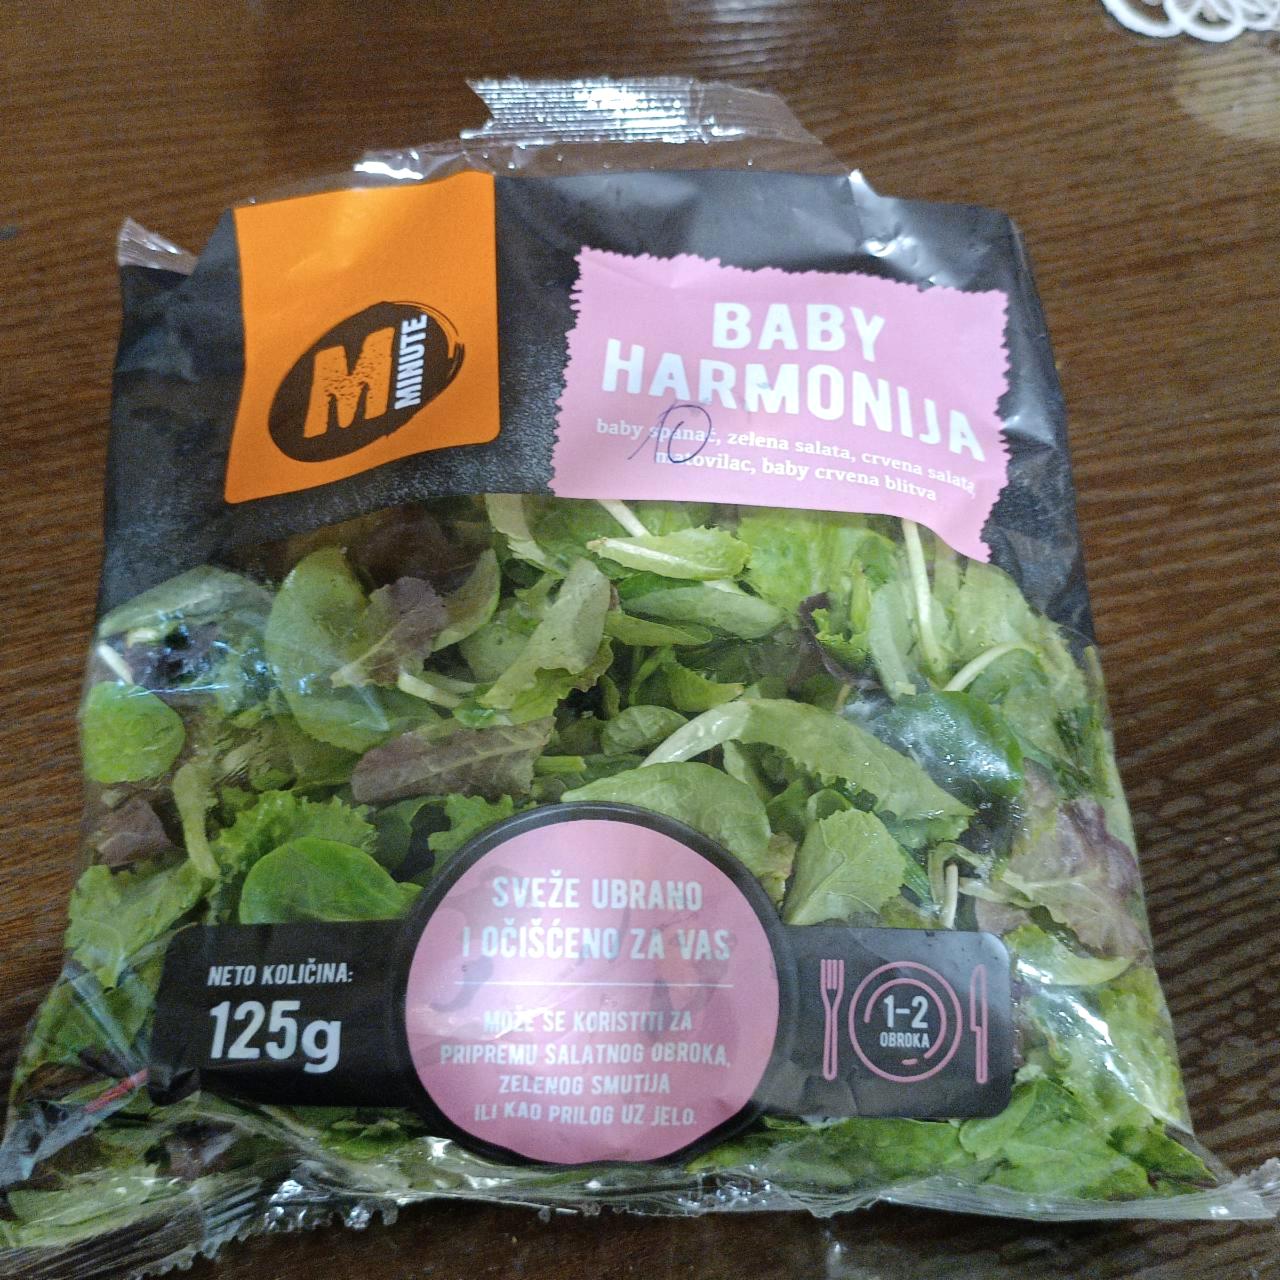 M
MINUTE
BABY
HARMONIJA
baby spanać, zelena salata, crvena salata,
matovilac, baby crvena blitva
10
SVEŽE UBRANO
I OČIŠĆENO ZA VAS
MOŽE SE KORISTITI ZA
PRIPREMU SALATNOG OBROKA,
ZELENOG SMUTIJA
ILI KAO PRILOG UZ JELO.
NETO KOLIČINA:
125g
1-2
OBROKA